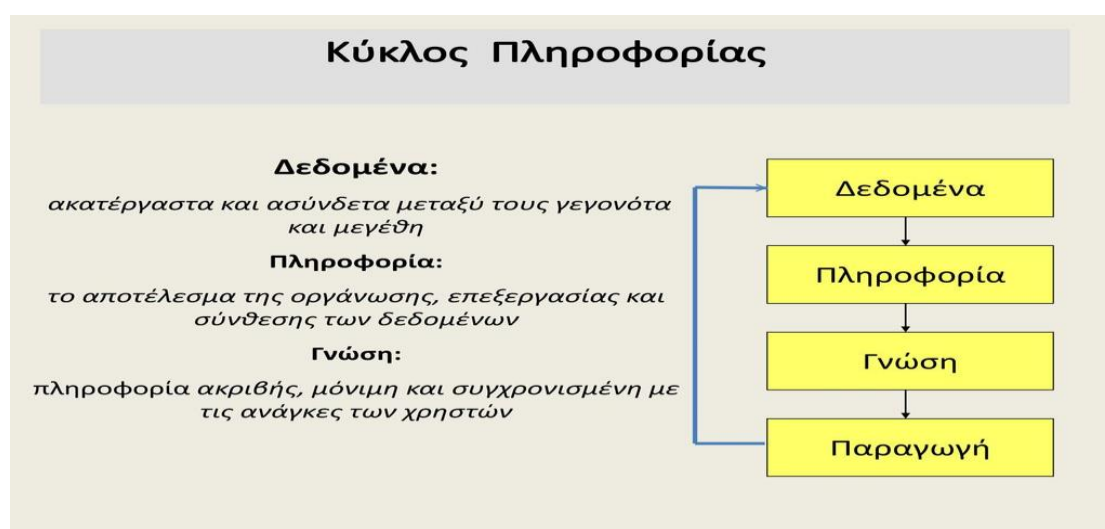 Κύκλος Πληροφορίας
Δεδομένα:
ακατέργαστα και ασύνδετα μεταξύ τους γεγονότα
και μεγέθη
Πληροφορία:
το αποτέλεσμα της οργάνωσης, επεξεργασίας και
σύνθεσης των δεδομένων
Γνώση:
πληροφορία ακριβής, μόνιμη και συγχρονισμένη με
τις ανάγκες των χρηστών
Δεδομένα
Πληροφορία
Γνώση
Παραγωγή